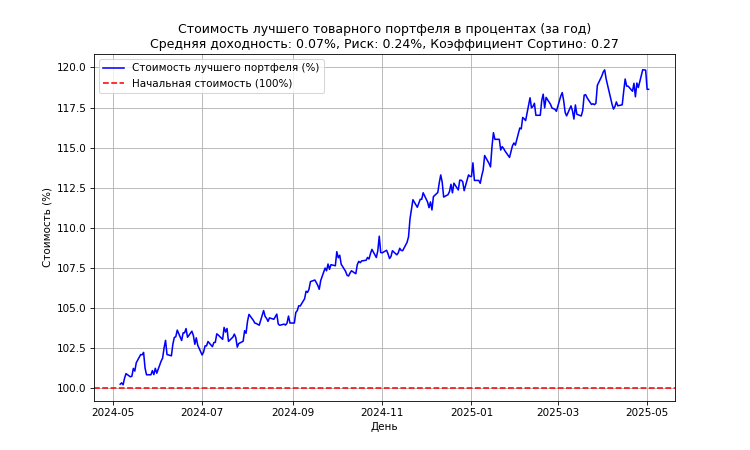 Стоимость лучшего товарного портфеля в процентах (за год)
Средняя доходность: 0.07%, Риск: 0.24%, Коэффициент Сортино: 0.27
Стоимость лучшего портфеля (%)
Начальная стоимость (100%)
Стоимость (%)
120.0
117.5
115.0
112.5
110.0
107.5
105.0
102.5
100.0
2024-05
2024-07
2024-09
2024-11
2025-01
2025-03
2025-05
День